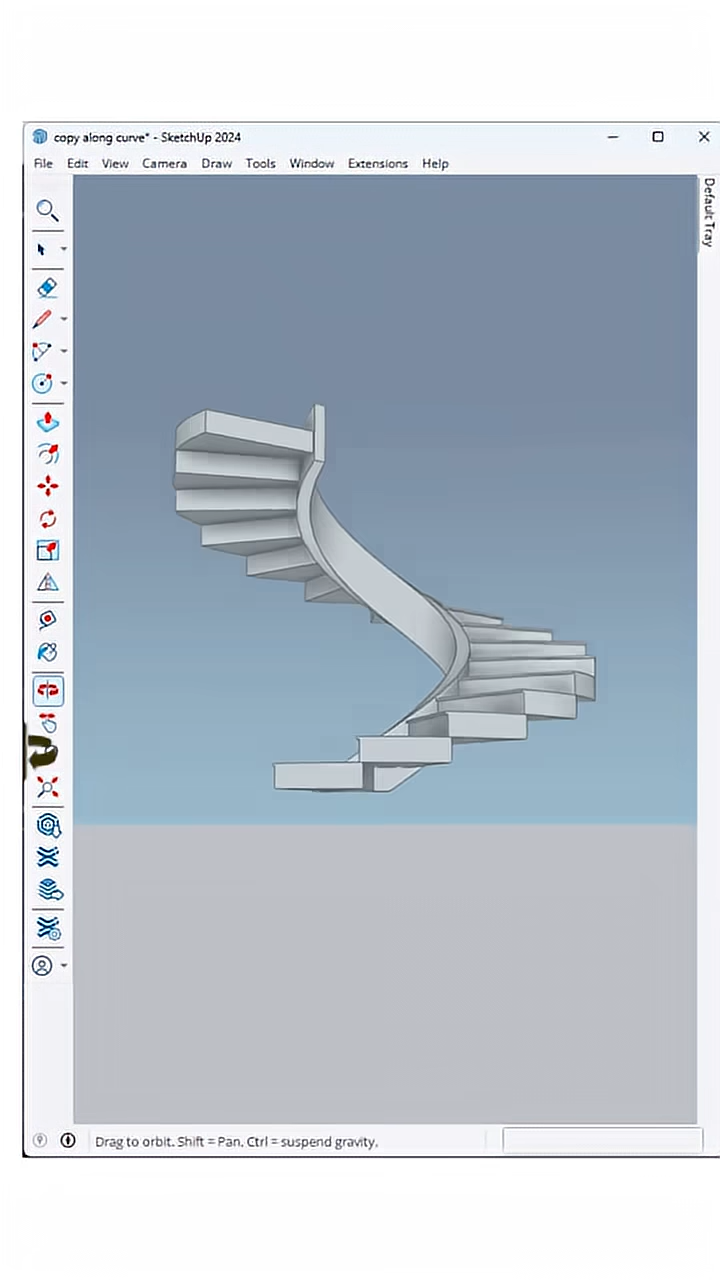 copy along curve* - SketchUp 2024
File Edit View Camera Draw Tools Window Extensions Help
Default Tray
Drag to orbit. Shift = Pan, Ctrl = suspend gravity.